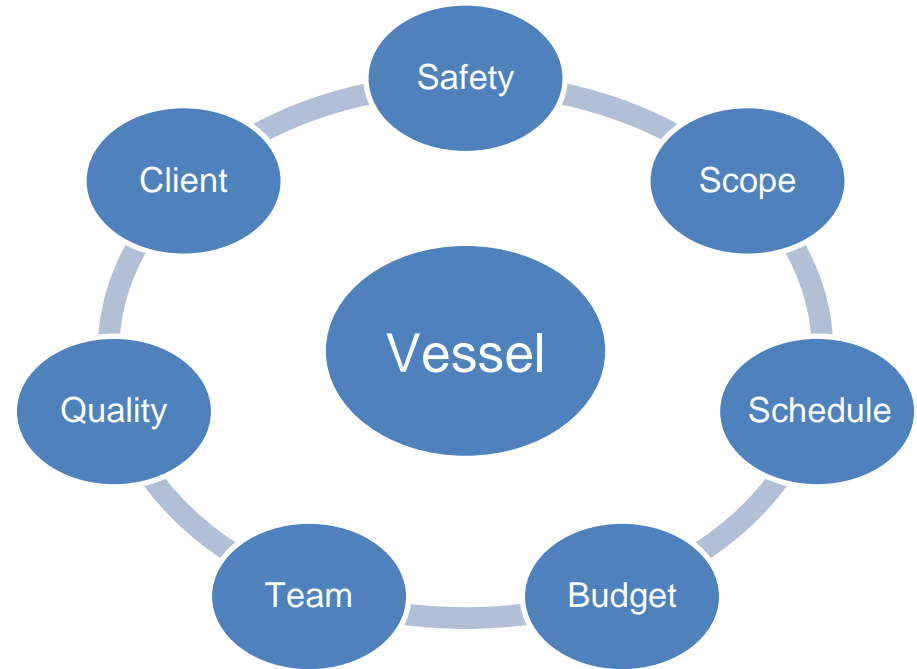 Safety
Scope
Schedule
Budget
Team
Quality
Client
Vessel